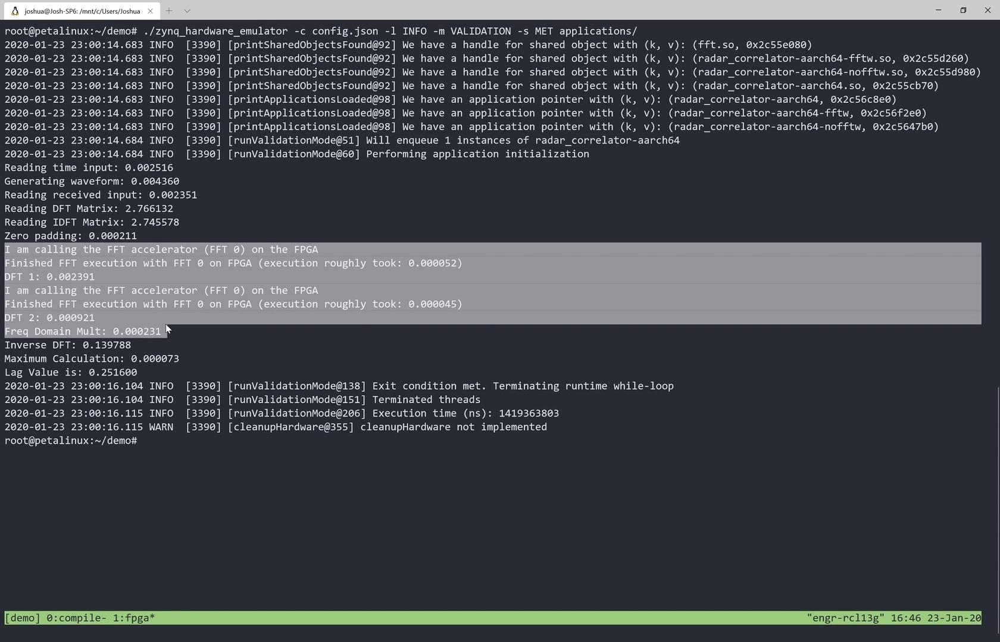 joshua@Josh-SP6: /mnt/c/Users/Joshua
root@petalinux:~/demo# ./zynq_hardware_emulator -c config.json -l INFO -m VALIDATION -s MET applications/
2020-01-23 23:00:14.683 INFO  [3390] [printSharedObjectsFound@92] We have a handle for shared object with (k, v): (fft.so, 0x2c55e080)
2020-01-23 23:00:14.683 INFO  [3390] [printSharedObjectsFound@92] We have a handle for shared object with (k, v): (radar_correlator-aarch64-fftw.so, 0x2c55d260)
2020-01-23 23:00:14.683 INFO  [3390] [printSharedObjectsFound@92] We have a handle for shared object with (k, v): (radar_correlator-aarch64-nofftw.so, 0x2c55d980)
2020-01-23 23:00:14.683 INFO  [3390] [printSharedObjectsFound@92] We have a handle for shared object with (k, v): (radar_correlator-aarch64.so, 0x2c55cb70)
2020-01-23 23:00:14.683 INFO  [3390] [printApplicationsLoaded@98] We have an application pointer with (k, v): (radar_correlator-aarch64, 0x2c56c8e0)
2020-01-23 23:00:14.683 INFO  [3390] [printApplicationsLoaded@98] We have an application pointer with (k, v): (radar_correlator-aarch64-fftw, 0x2c56f2e0)
2020-01-23 23:00:14.683 INFO  [3390] [printApplicationsLoaded@98] We have an application pointer with (k, v): (radar_correlator-aarch64-nofftw, 0x2c5647b0)
2020-01-23 23:00:14.684 INFO  [3390] [runValidationMode@51] Will enqueue 1 instances of radar_correlator-aarch64
2020-01-23 23:00:14.684 INFO  [3390] [runValidationMode@60] Performing application initialization
Reading time input: 0.002516
Generating waveform: 0.004360
Reading received input: 0.002351
Reading DFT Matrix: 2.766132
Reading IDFT Matrix: 2.745578
Zero padding: 0.000211
I am calling the FFT accelerator (FFT 0) on the FPGA
Finished FFT execution with FFT 0 on FPGA (execution roughly took: 0.000052)
DFT 1: 0.002391
I am calling the FFT accelerator (FFT 0) on the FPGA
Finished FFT execution with FFT 0 on FPGA (execution roughly took: 0.000045)
DFT 2: 0.000921
Freq Domain Mult: 0.000231
Inverse DFT: 0.139788
Maximum Calculation: 0.000073
Lag Value is: 0.251600
2020-01-23 23:00:16.104 INFO  [3390] [runValidationMode@138] Exit condition met. Terminating runtime while-loop
2020-01-23 23:00:16.104 INFO  [3390] [runValidationMode@151] Terminated threads
2020-01-23 23:00:16.115 INFO  [3390] [runValidationMode@206] Execution time (ns): 1419363803
2020-01-23 23:00:16.115 WARN  [3390] [cleanupHardware@355] cleanupHardware not implemented
root@petalinux:~/demo#
[demo] 0:compile- 1:fpga* "engr-rcl13g" 16:46 23-Jan-20